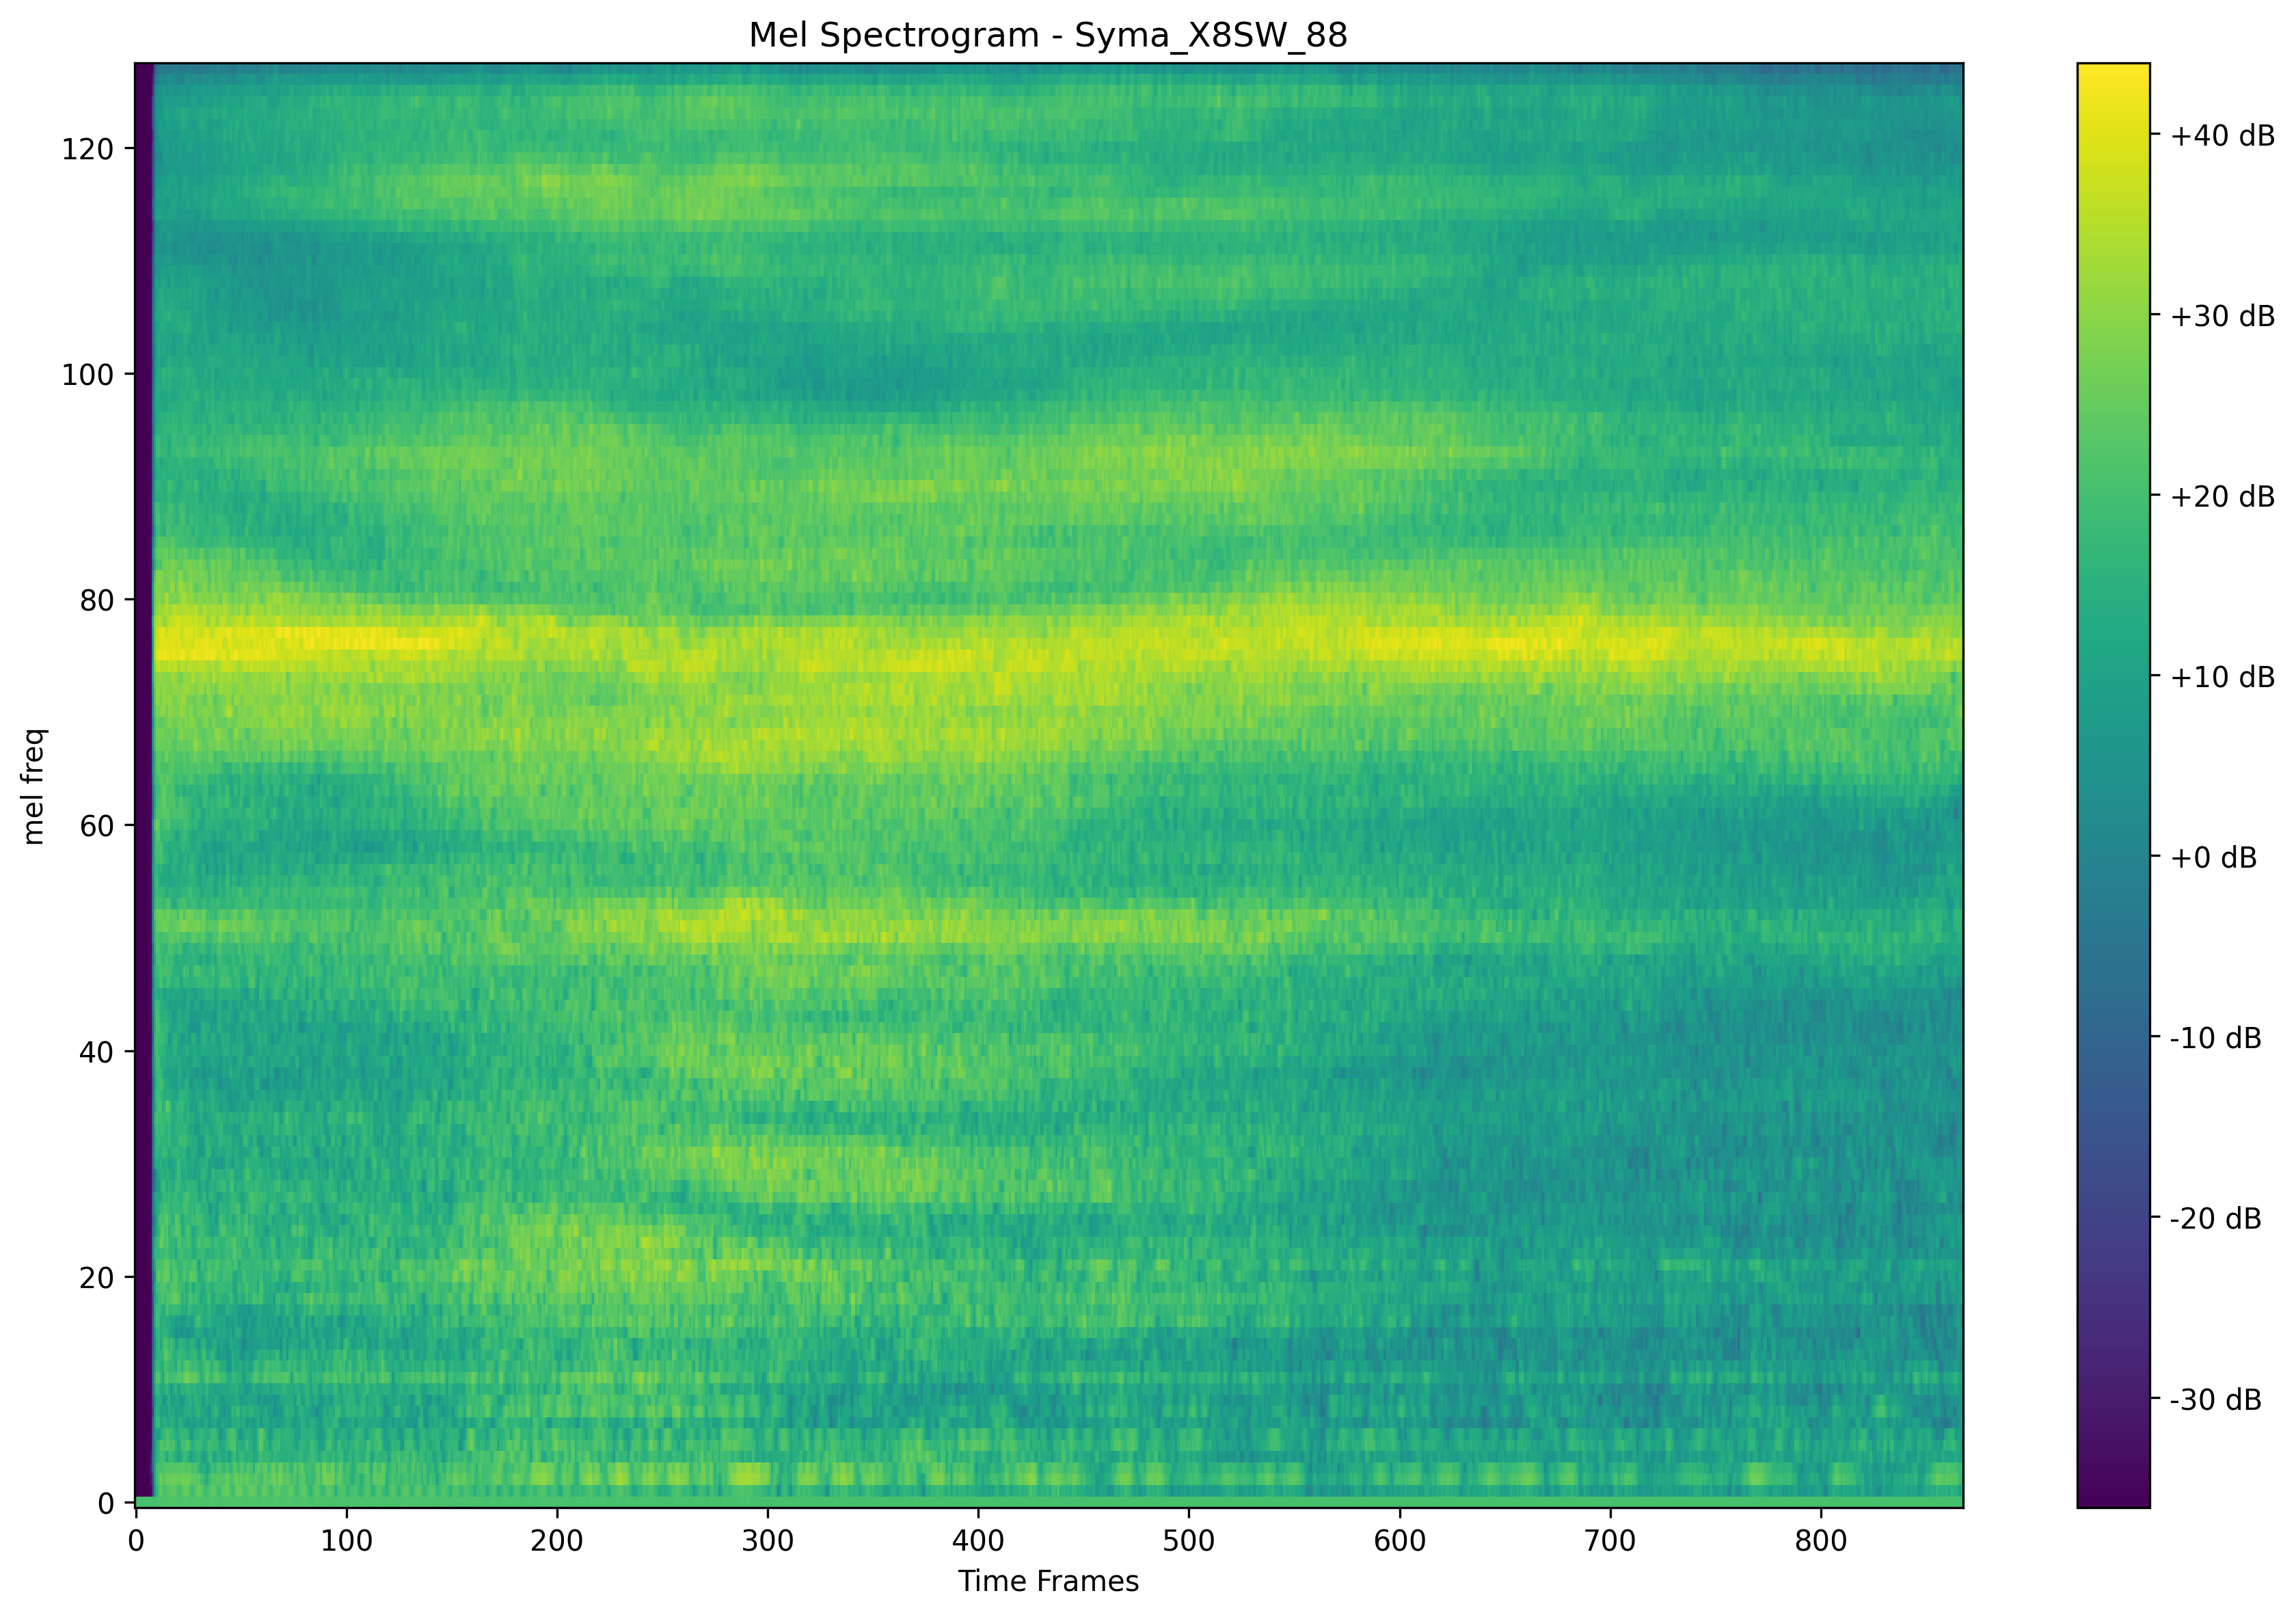 Mel Spectrogram - Syma_X8SW_88
mel freq
120
100
80
60
40
20
0
0 100 200 300 400 500 600 700 800
Time Frames
+40 dB
+30 dB
+20 dB
+10 dB
+0 dB
-10 dB
-20 dB
-30 dB